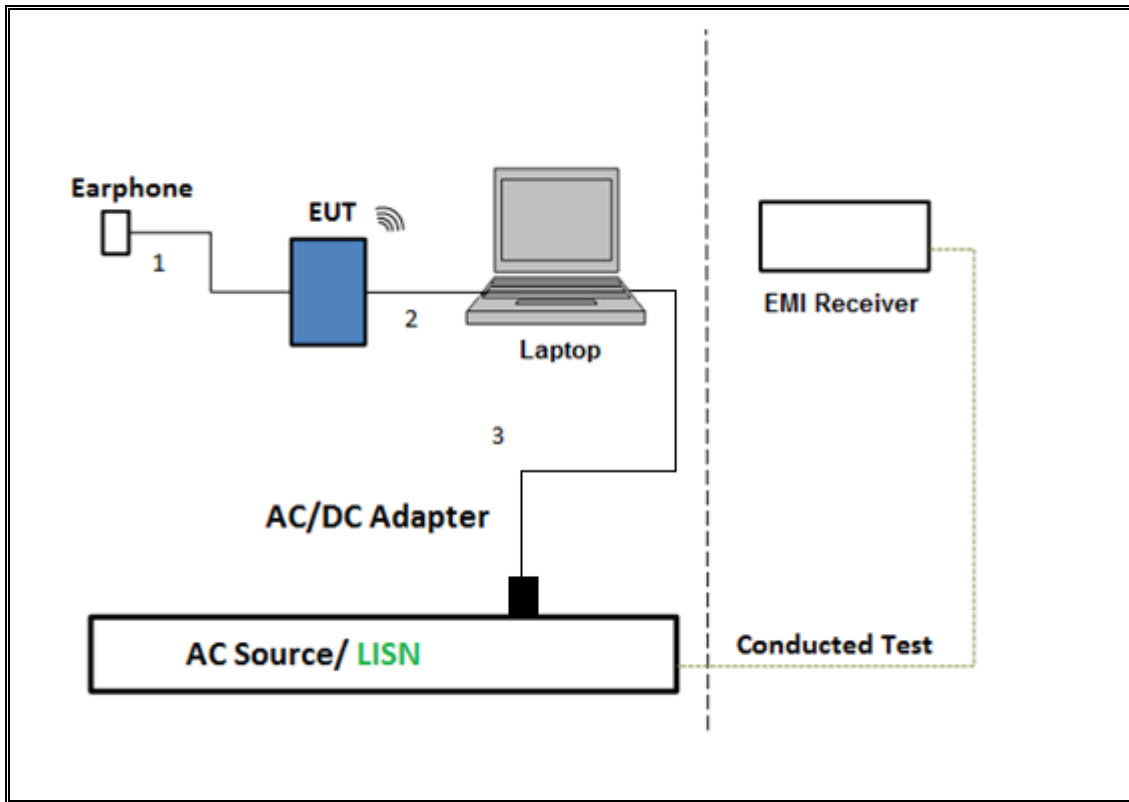 Earphone
1
EUT
2
Laptop
EMI Receiver
3
AC/DC Adapter
AC Source/ LISN
Conducted Test